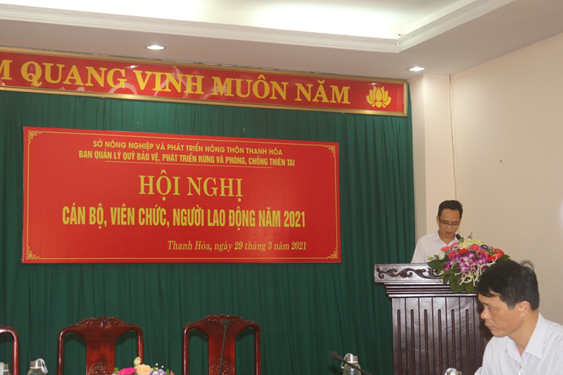 QUANG VINH MUÔN NĂM
SỞ NÔNG NGHIỆP VÀ PHÁT TRIỂN NÔNG THÔN THANH HÓA
BAN QUẢN LÝ QUỸ BẢO VỆ, PHÁT TRIỂN RỪNG VÀ PHÒNG, CHỐNG THIÊN TAI
HỘI NGHỊ
CÁN BỘ, VIÊN CHỨC, NGƯỜI LAO ĐỘNG NĂM 2021
Thanh Hóa, ngày 29 tháng 3 năm 2021